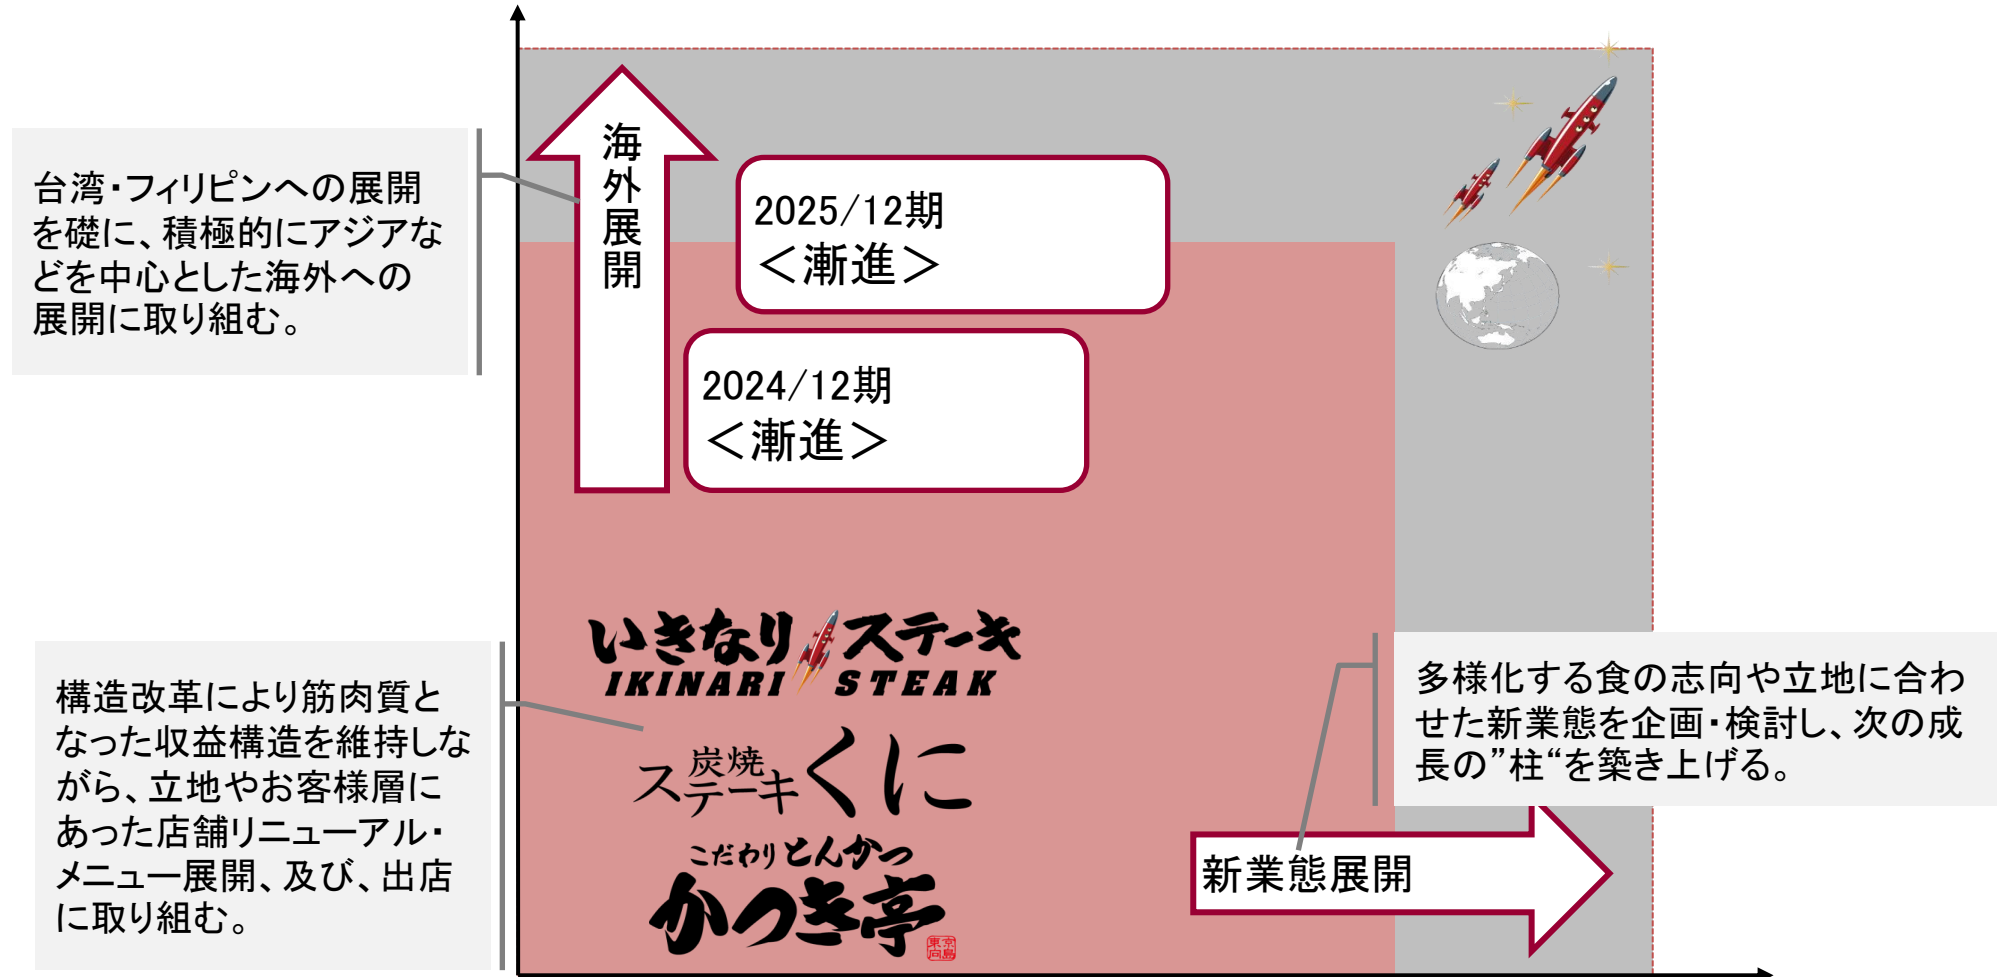 海外展開
台湾・フィリピンへの展開
を礎に、積極的にアジアな
どを中心とした海外への
展開に取り組む。
2025/12期
＜漸進＞
2024/12期
＜漸進＞
いきなりステーキ
IKINARI STEAK
炭焼
ステーキくに
こだわりとんかつ
かつき亭
東京
向島
構造改革により筋肉質と
なった収益構造を維持しな
がら、立地やお客様層に
あった店舗リニューアル・
メニュー展開、及び、出店
に取り組む。
多様化する食の志向や立地に合わ
せた新業態を企画・検討し、次の成
長の”柱“を築き上げる。
新業態展開